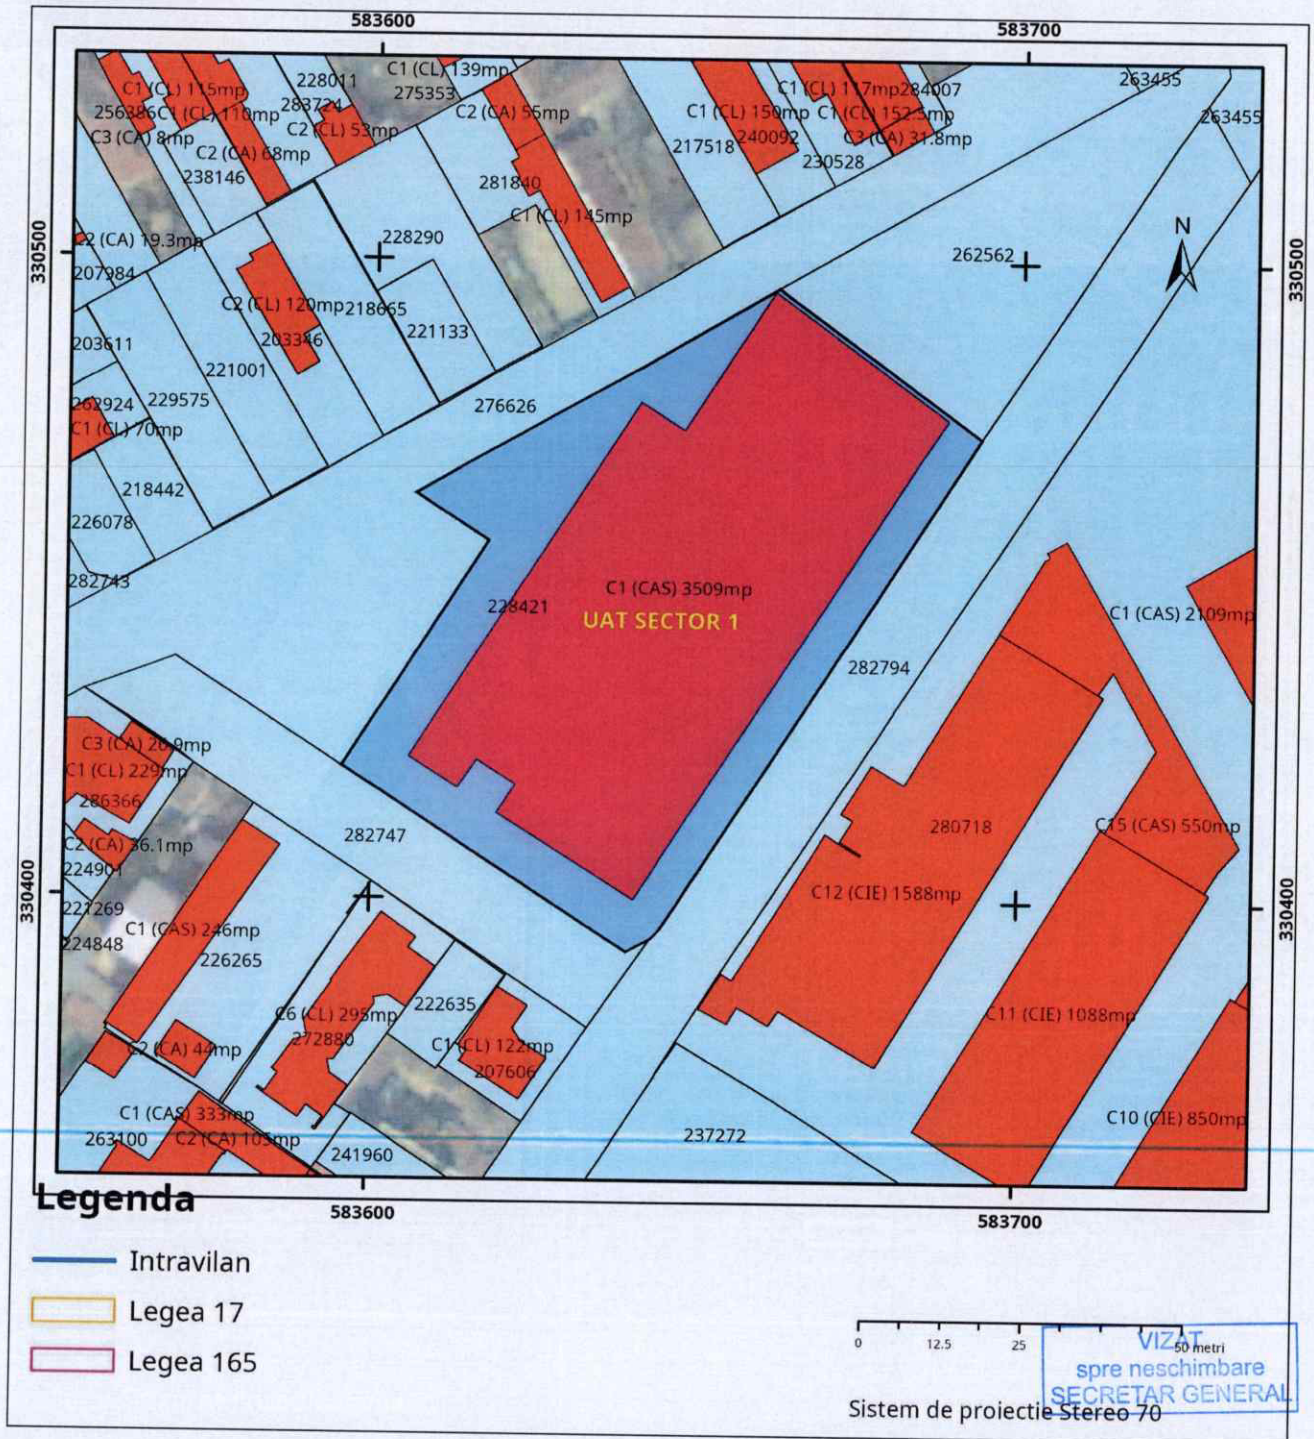 583600
583700
C1 (CL) 139mp
275353
228011
283724
C2 (CL) 53mp
C1 (CL) 115mp
256386
C1 (CL) 110mp
C3 (CA) 8mp
C2 (CA) 68mp
238146
C2 (CA) 55mp
281840
C1 (CL) 145mp
C1 (CL) 150mp
240092
217518
C1 (CL) 117mp
284007
C1 (CL) 152.5mp
C3 (CA) 31.8mp
230528
263455
263455
N
330500
330500
C2 (CA) 19.3mp
207984
228290
262562
C2 (CL) 120mp
218665
203346
221133
203611
221001
262924
229575
C1 (CL) 70mp
276626
218442
226078
282743
C1 (CAS) 3509mp
228421
UAT SECTOR 1
C1 (CAS) 2109mp
282794
C1 (CL) 229mp
286366
C2 (CA) 36.1mp
224901
221269
224848
282747
280718
C15 (CAS) 550mp
C12 (CIE) 1588mp
330400
330400
C1 (CAS) 246mp
226265
C6 (CL) 295mp
272880
222635
C1 (CL) 122mp
207606
C2 (CA) 44mp
C11 (CIE) 1088mp
C1 (CAS) 333mp
263100
C2 (CA) 105mp
241960
237272
C10 (CIE) 850mp
583600
583700
Legenda
Intravilan
Legea 17
Legea 165
0 12.5 25 50 metri
VIZAT
spre neschimbare
SECRETAR GENERAL
Sistem de proiectie Stereo 70